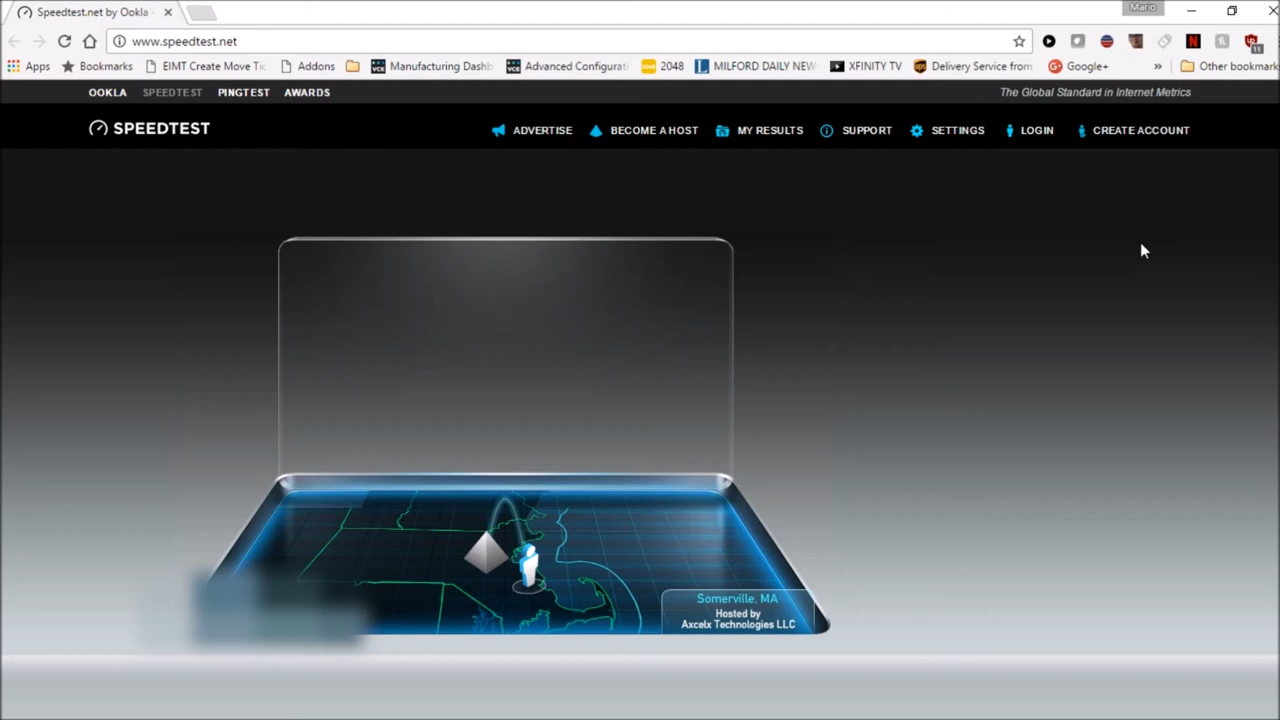 Speedtest.net by Ookla -
Mario
www.speedtest.net
Apps Bookmarks EIMT Create Move Tic Addons Manufacturing Dashb Advanced Configurat 2048 MILFORD DAILY NEW XFINITY TV Delivery Service from Google+ » Other bookmark
OOKLA SPEEDTEST PINGTEST AWARDS The Global Standard in Internet Metrics
SPEEDTEST ADVERTISE BECOME A HOST MY RESULTS SUPPORT SETTINGS LOGIN CREATE ACCOUNT
Somerville, MA
Hosted by
Axcelx Technologies LLC